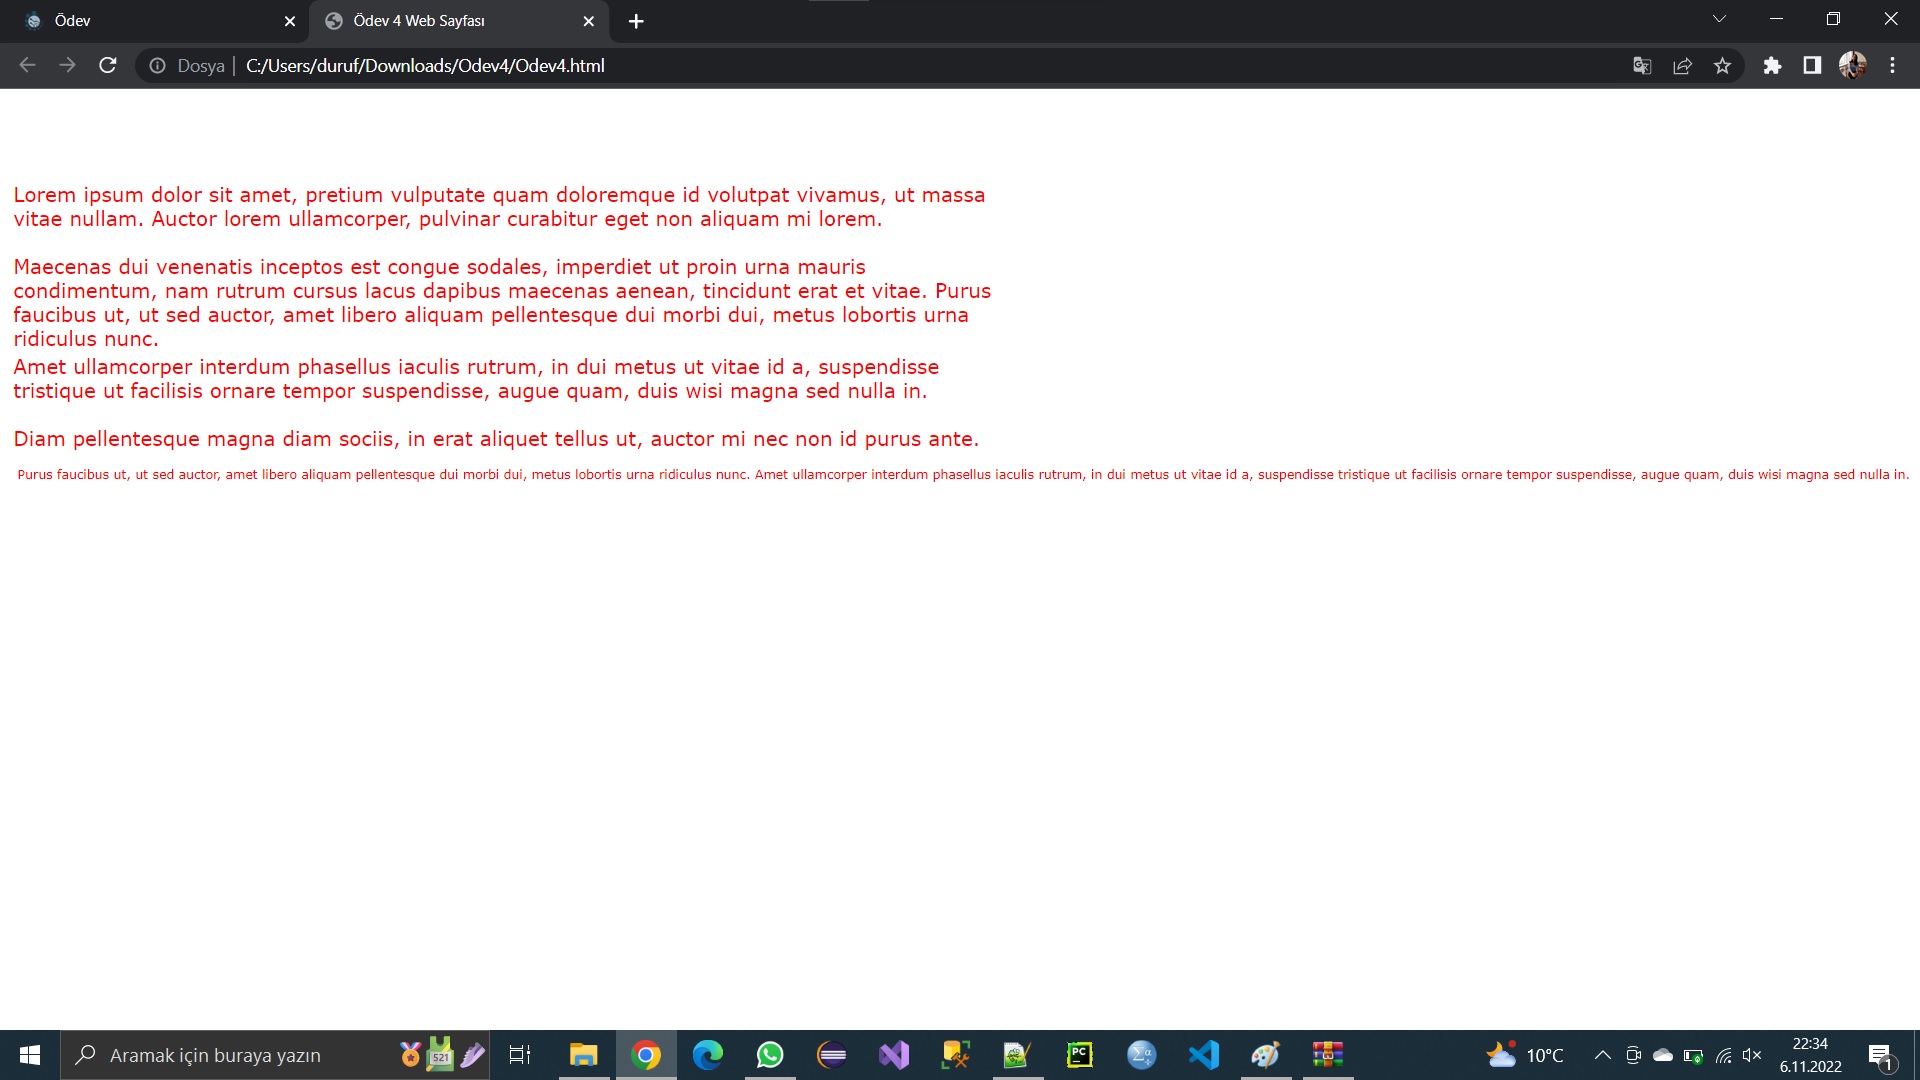 Ödev
Ödev 4 Web Sayfası
Dosya | C:/Users/duruf/Downloads/Odev4/Odev4.html
Lorem ipsum dolor sit amet, pretium vulputate quam doloremque id volutpat vivamus, ut massa
vitae nullam. Auctor lorem ullamcorper, pulvinar curabitur eget non aliquam mi lorem.
Maecenas dui venenatis inceptos est congue sodales, imperdiet ut proin urna mauris
condimentum, nam rutrum cursus lacus dapibus maecenas aenean, tincidunt erat et vitae. Purus
faucibus ut, ut sed auctor, amet libero aliquam pellentesque dui morbi dui, metus lobortis urna
ridiculus nunc.
Amet ullamcorper interdum phasellus iaculis rutrum, in dui metus ut vitae id a, suspendisse
tristique ut facilisis ornare tempor suspendisse, augue quam, duis wisi magna sed nulla in.
Diam pellentesque magna diam sociis, in erat aliquet tellus ut, auctor mi nec non id purus ante.
Purus faucibus ut, ut sed auctor, amet libero aliquam pellentesque dui morbi dui, metus lobortis urna ridiculus nunc. Amet ullamcorper interdum phasellus iaculis rutrum, in dui metus ut vitae id a, suspendisse tristique ut facilisis ornare tempor suspendisse, augue quam, duis wisi magna sed nulla in.
Aramak için buraya yazın
521
PC
10°C
22:34
6.11.2022
1